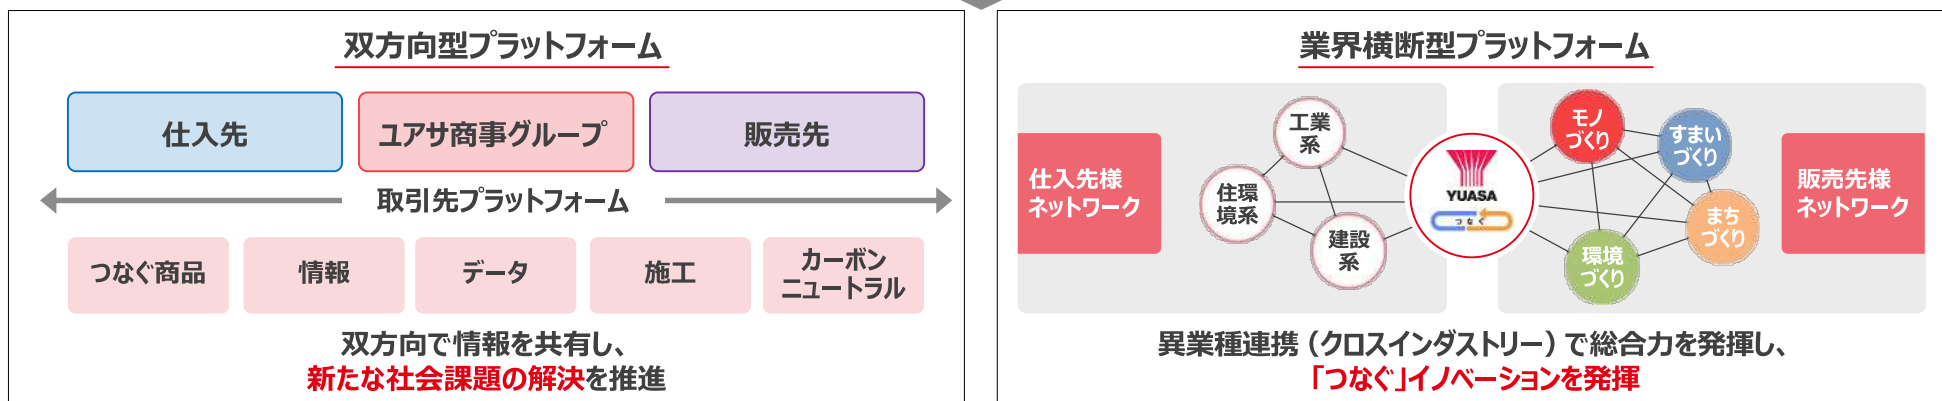 双方向型プラットフォーム
仕入先
ユアサ商事グループ
販売先
取引先プラットフォーム
つなぐ商品
情報
データ
施工
カーボン
ニュートラル
双方向で情報を共有し、
新たな社会課題の解決を推進
業界横断型プラットフォーム
仕入先様
ネットワーク
工業
系
住環
境系
建設
系
YUASA
つなぐ
モノ
づくり
すまい
づくり
まち
づくり
環境
づくり
販売先様
ネットワーク
異業種連携（クロスインダストリー）で総合力を発揮し、
「つなぐ」イノベーションを発揮